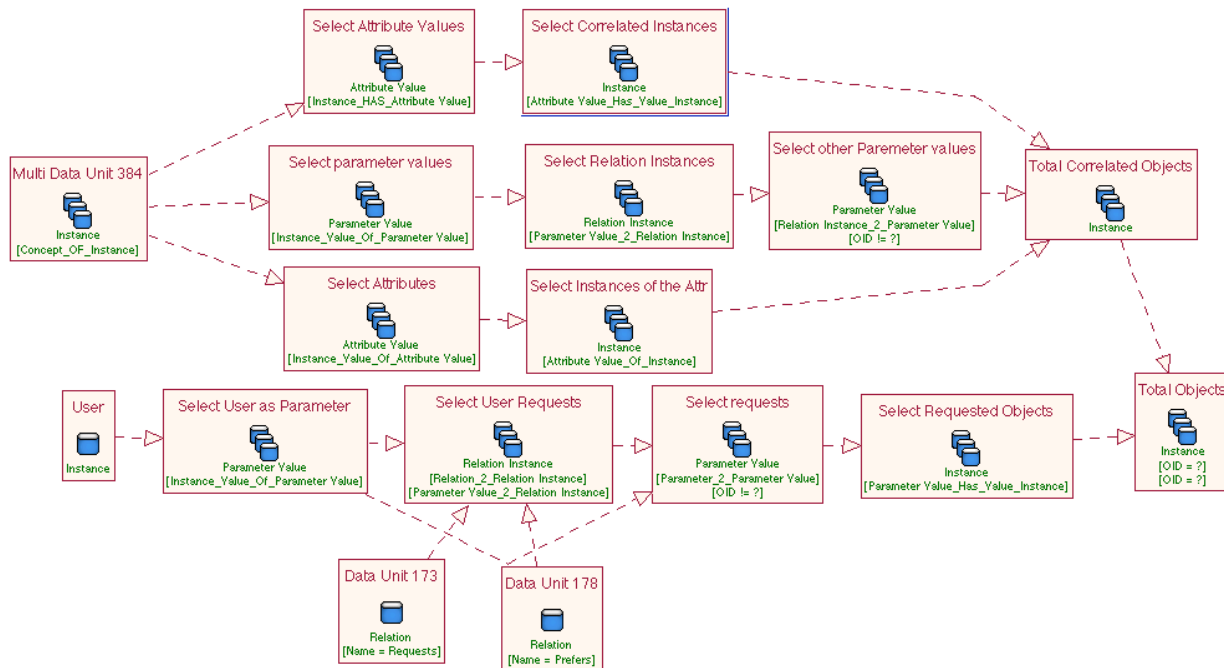 Select Attribute Values
Attribute Value
[Instance_HAS_Attribute Value]
Select Correlated Instances
Instance
[Attribute Value_Has_Value_Instance]
Multi Data Unit 384
Instance
[Concept_OF_Instance]
Select parameter values
Parameter Value
[Instance_Value_Of_Parameter Value]
Select Relation Instances
Relation Instance
[Parameter Value_2_Relation Instance]
Select other Paremeter values
Parameter Value
[Relation Instance_2_Parameter Value]
[OID != ?]
Total Correlated Objects
Instance
Select Attributes
Attribute Value
[Instance_Value_Of_Attribute Value]
Select Instances of the Attr
Instance
[Attribute Value_Of_Instance]
User
Instance
Select User as Parameter
Parameter Value
[Instance_Value_Of_Parameter Value]
Select User Requests
Relation Instance
[Relation_2_Relation Instance]
[Parameter Value_2_Relation Instance]
Select requests
Parameter Value
[Parameter_2_Parameter Value]
[OID != ?]
Select Requested Objects
Instance
[Parameter Value_Has_Value_Instance]
Total Objects
Instance
[OID = ?]
[OID = ?]
Data Unit 173
Relation
[Name = Requests]
Data Unit 178
Relation
[Name = Prefers]